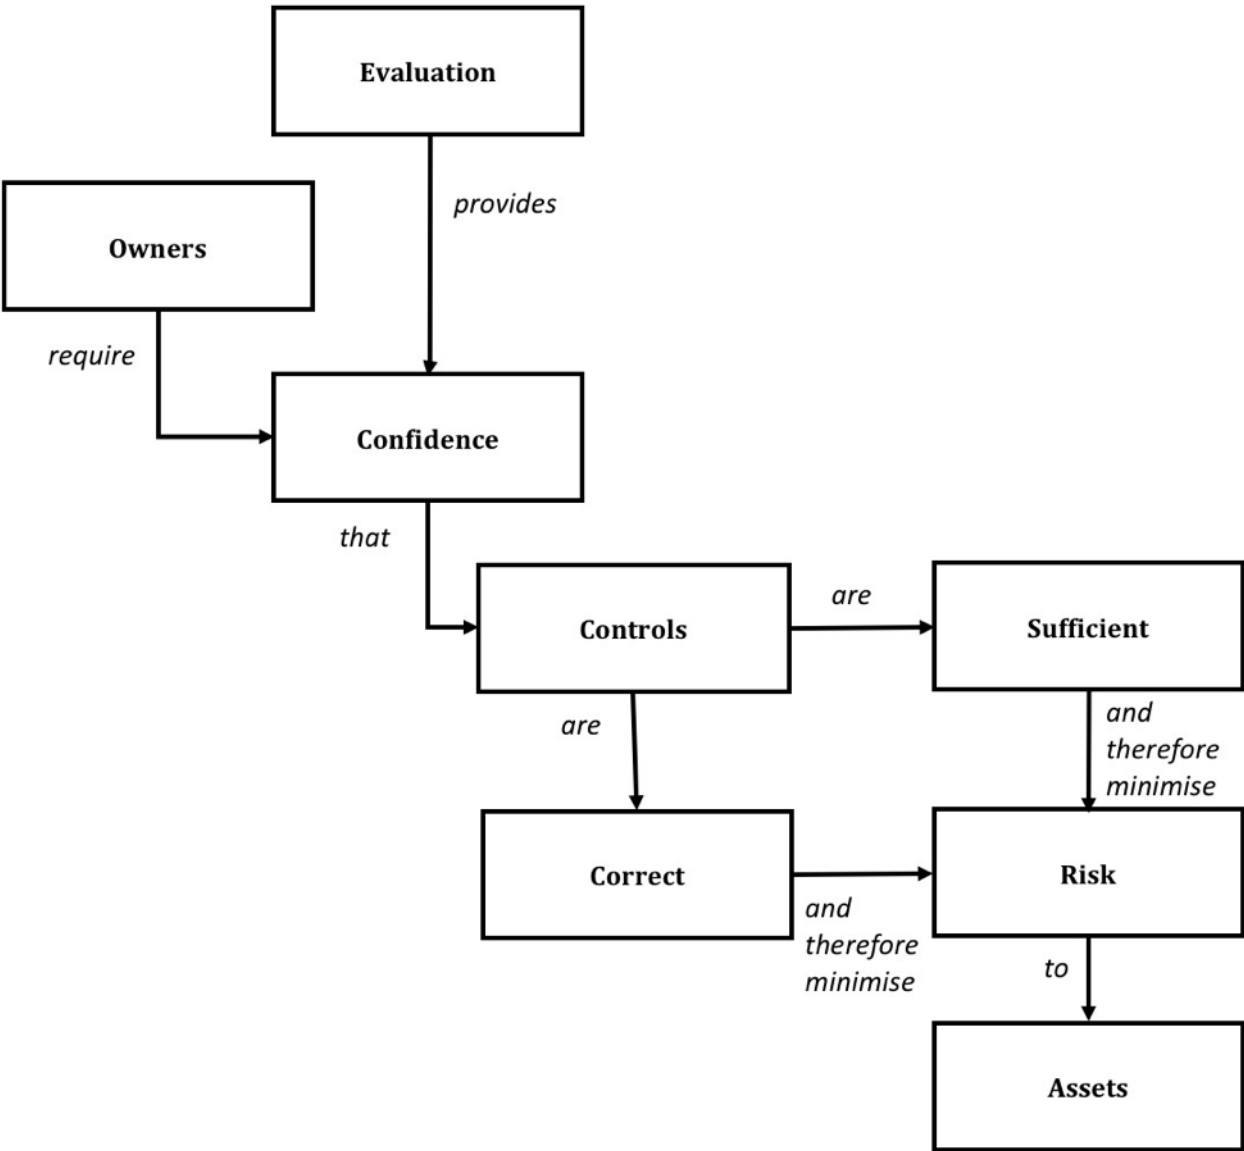 Evaluation
provides
Owners
require
Confidence
that
Controls
are
Sufficient
are
and
therefore
minimise
Correct
and
therefore
minimise
Risk
to
Assets